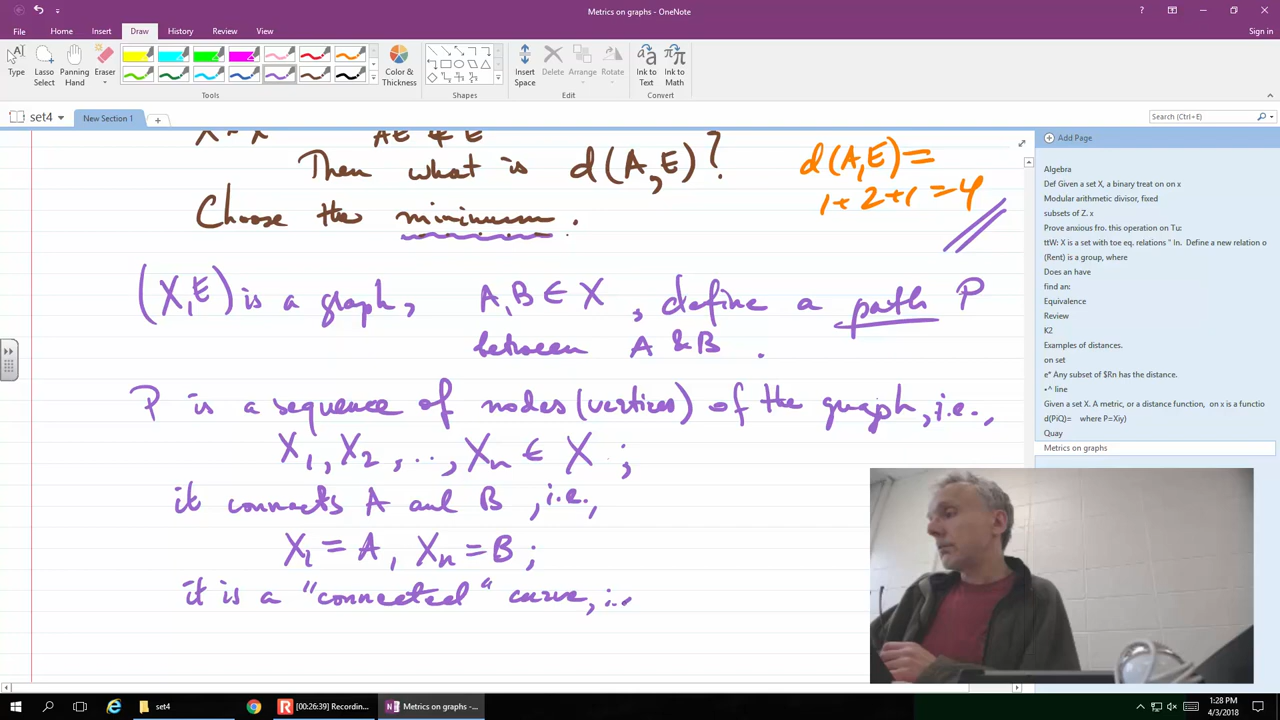 Metrics on graphs - OneNote
File Home Insert Draw History Review View
Sign in
Type
Lasso Select
Panning Hand
Eraser
Color & Thickness
Insert Space
Delete Arrange Rotate
Ink to Text
Ink to Math
Tools Shapes Edit Convert
set4 New Section 1
Search (Ctrl+E)
AE & E
Then what is d(A,E)?
Choose the minimum.
d(A,E)=
1+2+1=4
(X,E) is a graph, A,B ∈ X, define a path P
between A & B.
P is a sequence of nodes (vertices) of the graph, i.e.,
X1, X2, .., Xn ∈ X ;
it connects A and B, i.e.,
X1 = A, Xn = B ;
it is a "connected" curve, i..
Add Page
Algebra
Def Given a set X, a binary treat on on x
Modular arithmetic divisor, fixed
subsets of Z. x
Prove anxious fro. this operation on Tu:
ttW: X is a set with toe eq. relations " ln. Define a new relation o
(Rent) is a group, where
Does an have
find an:
Equivalence
Review
K2
Examples of distances.
on set
e* Any subset of $Rn has the distance.
•^ line
Given a set X. A metric, or a distance function, on x is a functio
d(PiQ)= where P=Xiy)
Quay
Metrics on graphs
set4
[00:26:39] Recordin...
Metrics on graphs -...
1:28 PM
4/3/2018